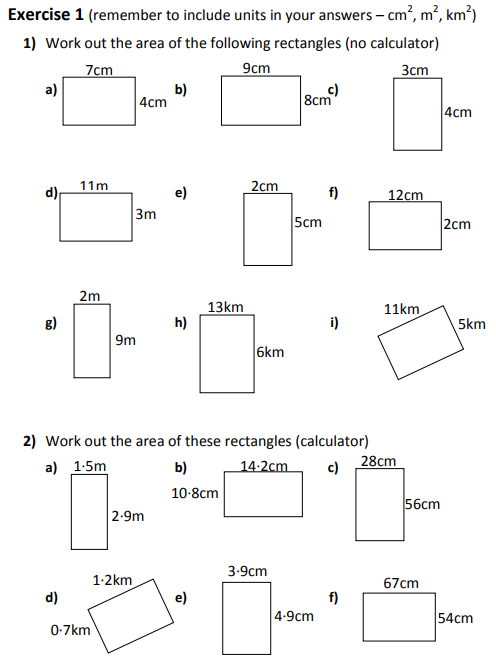 Exercise 1 (remember to include units in your answers – cm², m², km²)
1) Work out the area of the following rectangles (no calculator)
a) 7cm 4cm b) 9cm 8cm c) 3cm 4cm
d) 11m 3m e) 2cm 5cm f) 12cm 2cm
g) 2m 9m h) 13km 6km i) 11km 5km
2) Work out the area of these rectangles (calculator)
a) 1·5m 2·9m b) 14·2cm 10·8cm c) 28cm 56cm
d) 1·2km 0·7km e) 3·9cm 4·9cm f) 67cm 54cm